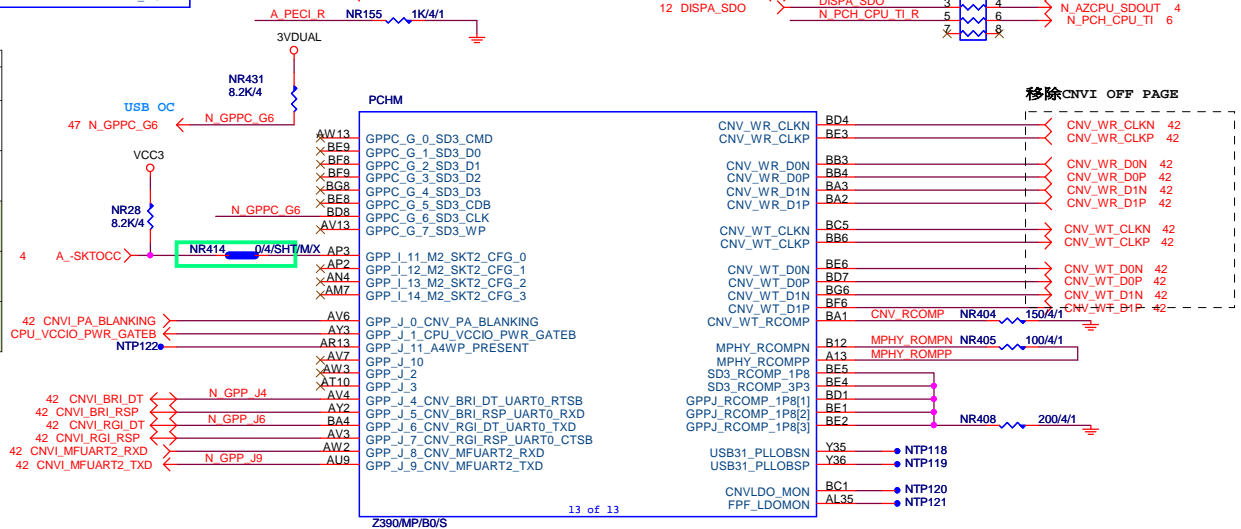 A_PECI_R NR155 1K/4/1
12 DISPA_SDO DISPA_SDO 3 4 N_AZCPU_SDOUT 4
N_PCH_CPU_TI_R 5 6 N_PCH_CPU_TI 6
7 8
3VDUAL
NR431
8.2K/4
USB OC
47 N_GPPC_G6 N_GPPC_G6
VCC3
NR28
8.2K/4
N_GPPC_G6
4 A_-SKTOCC NR414 0/4/SHT/M/X
42 CNVI_PA_BLANKING
CPU_VCCIO_PWR_GATEB
NTP122
42 CNVI_BRI_DT N_GPP_J4
42 CNVI_BRI_RSP
42 CNVI_RGI_DT N_GPP_J6
42 CNVI_RGI_RSP
42 CNVI_MFUART2_RXD
42 CNVI_MFUART2_TXD N_GPP_J9
PCHM
AW13 GPPC_G_0_SD3_CMD
BE9 GPPC_G_1_SD3_D0
BF8 GPPC_G_2_SD3_D1
BF9 GPPC_G_3_SD3_D2
BG8 GPPC_G_4_SD3_D3
BE8 GPPC_G_5_SD3_CDB
BD8 GPPC_G_6_SD3_CLK
AV13 GPPC_G_7_SD3_WP
AP3 GPP_I_11_M2_SKT2_CFG_0
AP2 GPP_I_12_M2_SKT2_CFG_1
AN4 GPP_I_13_M2_SKT2_CFG_2
AM7 GPP_I_14_M2_SKT2_CFG_3
AV6 GPP_J_0_CNV_PA_BLANKING
AY3 GPP_J_1_CPU_VCCIO_PWR_GATEB
AR13 GPP_J_11_A4WP_PRESENT
AV7 GPP_J_10
AW3 GPP_J_2
AT10 GPP_J_3
AV4 GPP_J_4_CNV_BRI_DT_UART0_RTSB
AY2 GPP_J_5_CNV_BRI_RSP_UART0_RXD
BA4 GPP_J_6_CNV_RGI_DT_UART0_TXD
AV3 GPP_J_7_CNV_RGI_RSP_UART0_CTSB
AW2 GPP_J_8_CNV_MFUART2_RXD
AU9 GPP_J_9_CNV_MFUART2_TXD
移除CNVI OFF PAGE
CNV_WR_CLKN BD4 CNV_WR_CLKN 42
CNV_WR_CLKP BE3 CNV_WR_CLKP 42
CNV_WR_D0N BB3 CNV_WR_D0N 42
CNV_WR_D0P BB4 CNV_WR_D0P 42
CNV_WR_D1N BA3 CNV_WR_D1N 42
CNV_WR_D1P BA2 CNV_WR_D1P 42
CNV_WT_CLKN BC5 CNV_WT_CLKN 42
CNV_WT_CLKP BB6 CNV_WT_CLKP 42
CNV_WT_D0N BE6 CNV_WT_D0N 42
CNV_WT_D0P BD7 CNV_WT_D0P 42
CNV_WT_D1N BG6 CNV_WT_D1N 42
CNV_WT_D1P BF6 CNV_WT_D1P 42
CNV_WT_RCOMP BA1 CNV_RCOMP NR404 150/4/1
MPHY_RCOMPN B12 MPHY_ROMPN NR405 100/4/1
MPHY_RCOMPP A13 MPHY_ROMPP
SD3_RCOMP_1P8 BE5
SD3_RCOMP_3P3 BE4
GPPJ_RCOMP_1P8[1] BD1
GPPJ_RCOMP_1P8[2] BE1
GPPJ_RCOMP_1P8[3] BE2 NR408 200/4/1
USB31_PLLOBSN Y35 NTP118
USB31_PLLOBSP Y36 NTP119
CNVLDO_MON BC1 NTP120
FPF_LDOMON AL35 NTP121
13 of 13
Z390/MP/B0/S